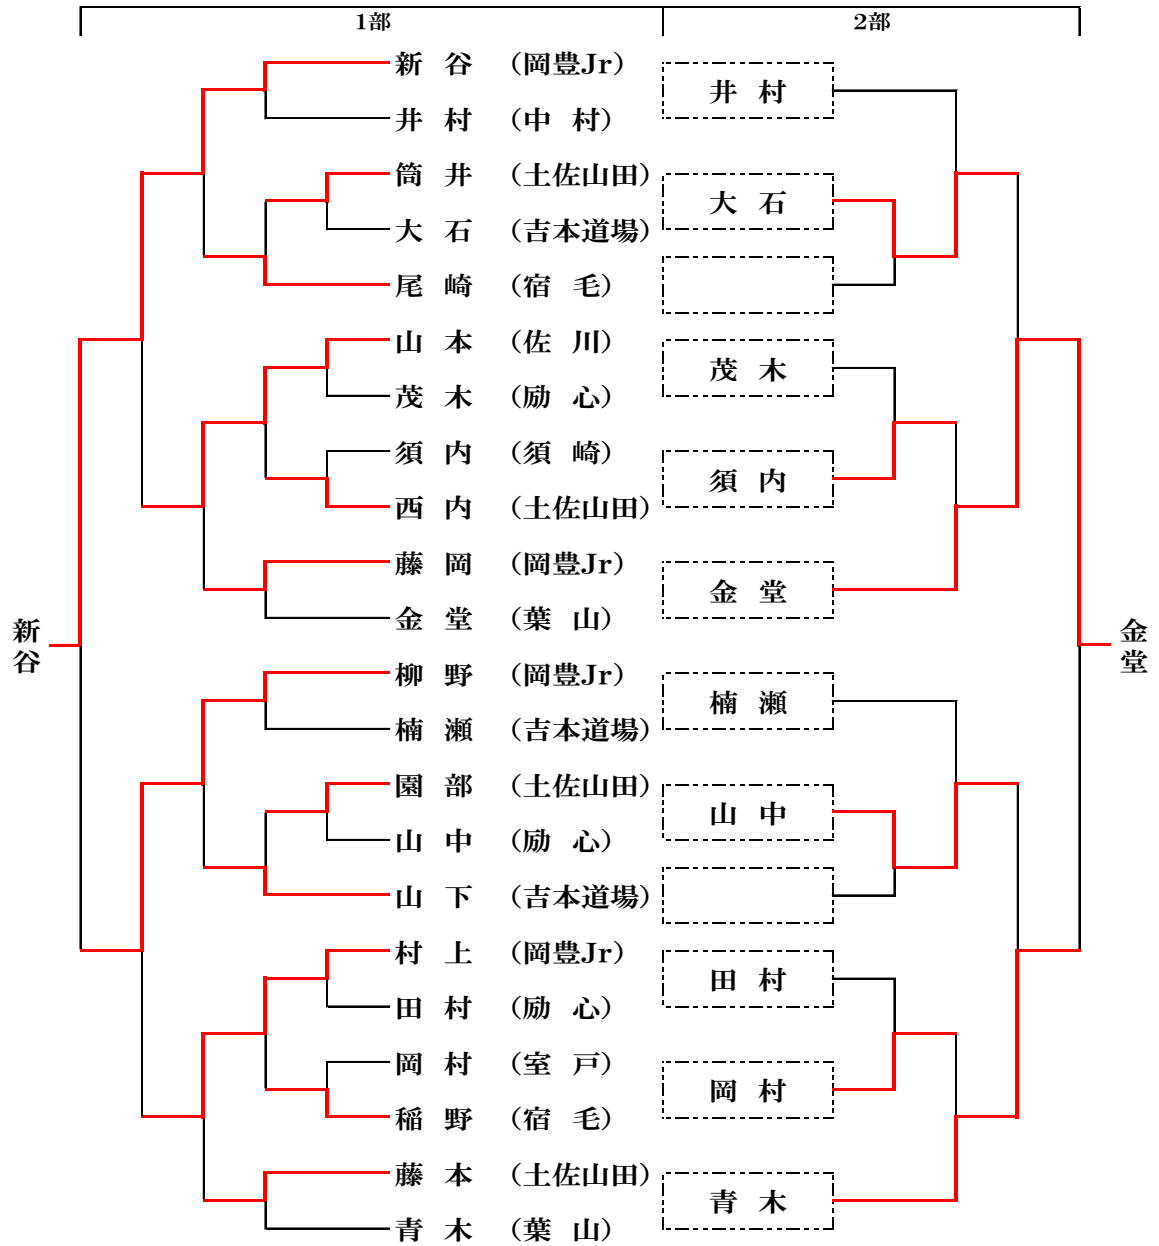 1部
2部
新 谷 （岡豊Jr）
井 村 （中 村）
筒 井 （土佐山田）
大 石 （吉本道場）
尾 崎 （宿 毛）
山 本 （佐 川）
茂 木 （励 心）
須 内 （須 崎）
西 内 （土佐山田）
藤 岡 （岡豊Jr）
金 堂 （葉 山）
柳 野 （岡豊Jr）
楠 瀬 （吉本道場）
園 部 （土佐山田）
山 中 （励 心）
山 下 （吉本道場）
村 上 （岡豊Jr）
田 村 （励 心）
岡 村 （室 戸）
稲 野 （宿 毛）
藤 本 （土佐山田）
青 木 （葉 山）
井 村
大 石
茂 木
須 内
金 堂
楠 瀬
山 中
田 村
岡 村
青 木
新谷
金堂